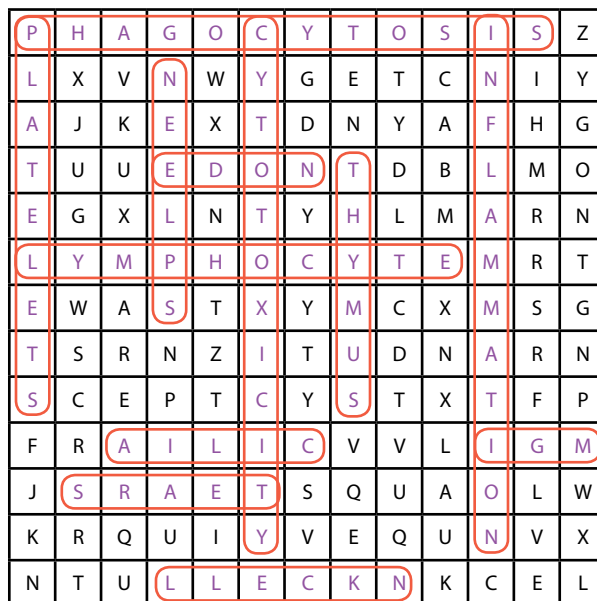 P H A G O C Y T O S I S Z
L X V N W Y G E T C N I Y
A J K E X T D N Y A F H G
T U U E D O N T D B L M O
E G X L N T Y H L M A R N
L Y M P H O C Y T E M R T
E W A S T X Y M C X M S G
T S R N Z I T U D N A R N
S C E P T C Y S T X T F P
F R A I L I C V V L I G M
J S R A E T S Q U A O L W
K R Q U I Y V E Q U N V X
N T U L L E C K N K C E L